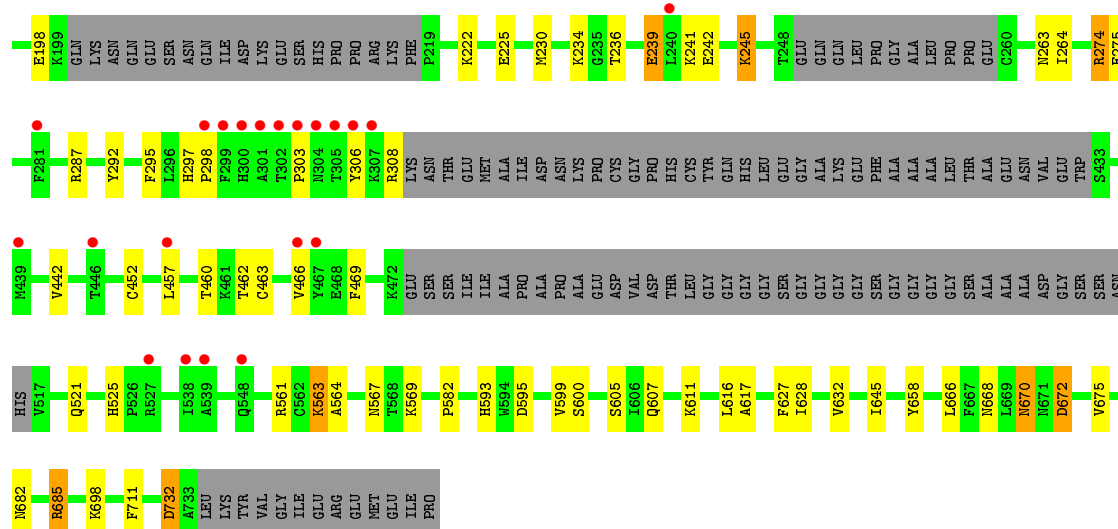 E198 K199 GLN LYS ASN GLN GLU SER ASN GLN ILE ASP LYS GLU SER HIS PRO PRO ARG LYS PHE P219 K222 E225 M230 K234 G235 T236 E239 L240 K241 E242 K245 T248 GLU GLN GLN LEU PRO GLY ALA LEU PRO PRO GLU C260 N263 I264 R274 E275
F281 R287 Y292 F295 L296 H297 P298 F299 H300 A301 T302 P303 N304 T305 Y306 K307 R308 LYS ASN THR GLU MET ALA ILE ASP ASN LYS PRO CYS GLY PRO HIS CYS TYR GLN HIS LEU GLU GLY ALA LYS GLU PHE ALA ALA ALA LEU THR ALA GLU ASN VAL GLU TRP S433
M439 V442 T446 C452 L457 T460 K461 T462 C463 V466 Y467 E468 F469 K472 GLU SER SER ILE ILE ALA PRO ALA PRO ALA GLU ASP VAL ASP THR LEU GLY GLY GLY GLY SER GLY GLY GLY GLY SER GLY GLY GLY GLY SER ALA ALA ALA ASP GLY SER SER ASN
HIS V517 Q521 H525 P526 R527 I538 A539 Q548 R561 C562 K563 A564 N567 T568 K569 P582 H593 W594 D595 V599 S600 S605 I606 Q607 K611 L616 A617 F627 I628 V632 I645 Y658 L666 F667 N668 L669 N670 N671 D672 V675
N682 R685 K698 F711 D732 A733 LEU LYS TYR VAL GLY ILE GLU ARG GLU MET GLU ILE PRO